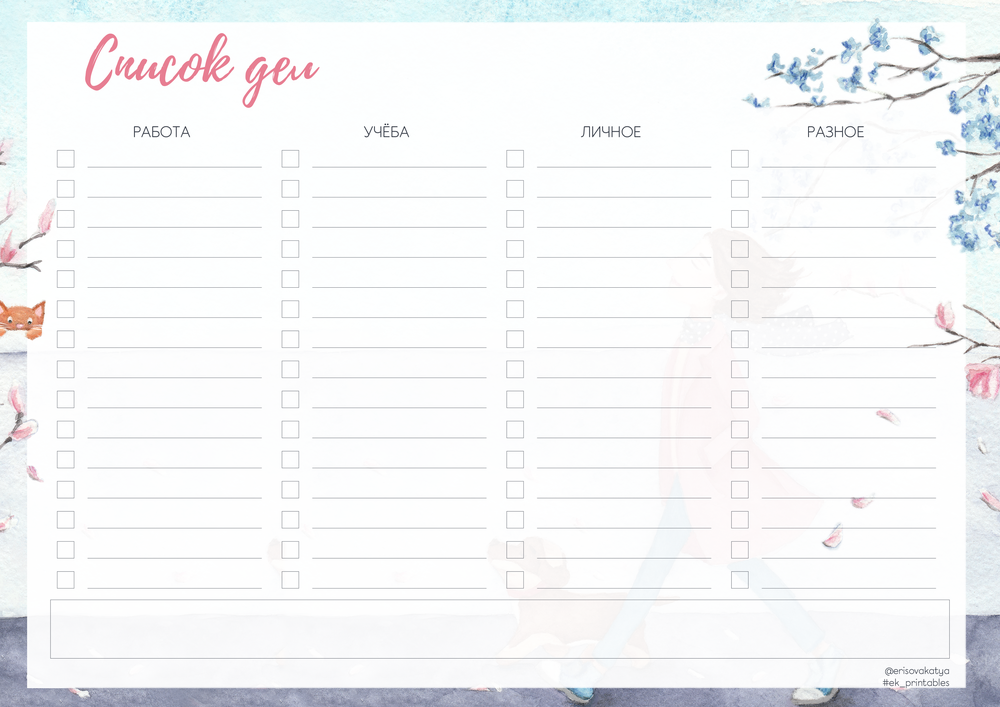 Список дел
РАБОТА УЧЁБА ЛИЧНОЕ РАЗНОЕ
@erisovakatya
#ek_printables